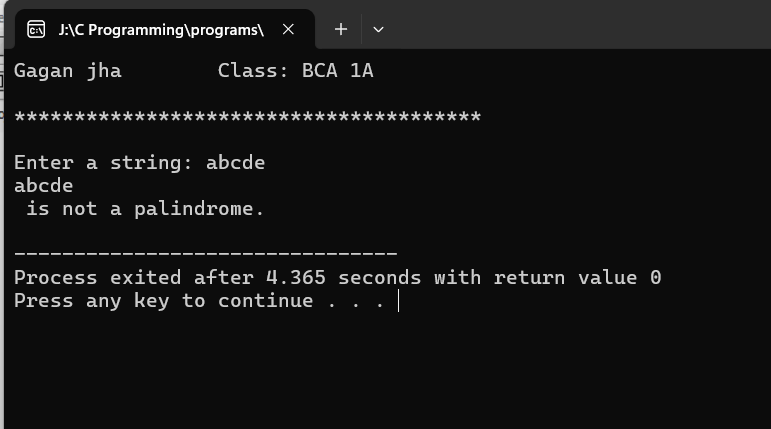 J:\C Programming\programs\
Gagan jha        Class: BCA 1A
***************************************
Enter a string: abcde
abcde
 is not a palindrome.
--------------------------------
Process exited after 4.365 seconds with return value 0
Press any key to continue . . .